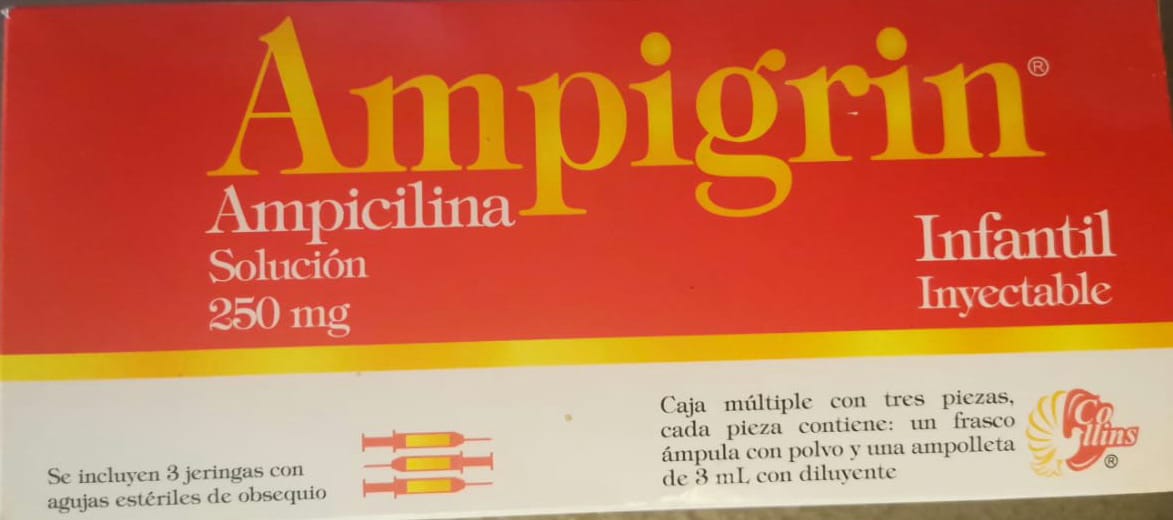 Ampigrin®
Ampicilina
Solución
250 mg
Infantil
Inyectable
Se incluyen 3 jeringas con
agujas estériles de obsequio
Caja múltiple con tres piezas,
cada pieza contiene: un frasco
ámpula con polvo y una ampolleta
de 3 mL con diluyente
Collins®